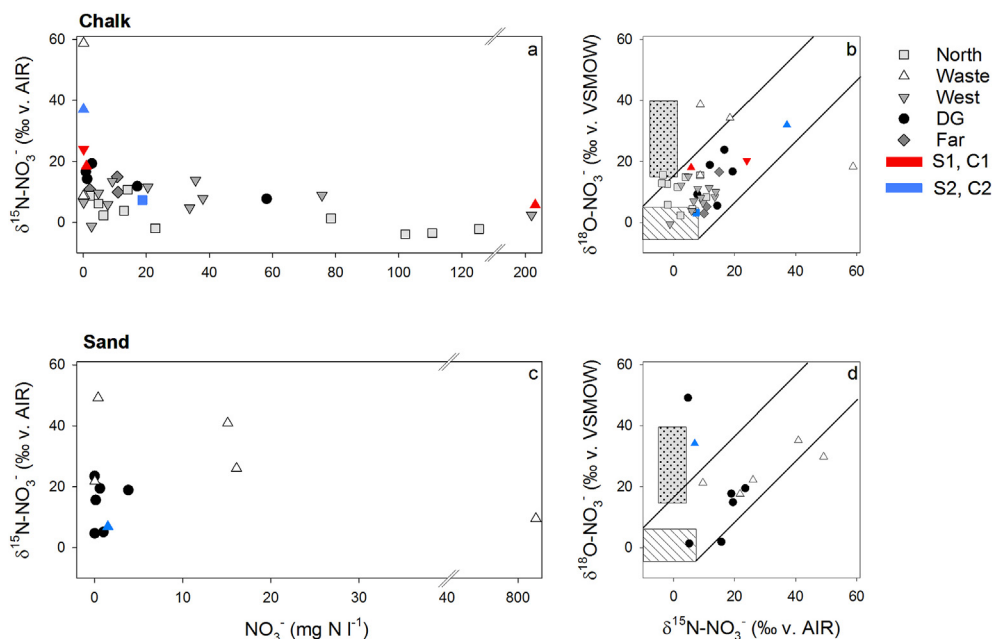 Chalk
a
60
40
20
0
δ¹⁵N-NO₃⁻ (‰ v. AIR)
0 20 40 60 80 100 120 200
b
60
40
20
0
δ¹⁸O-NO₃⁻ (‰ v. VSMOW)
0 20 40 60
North
Waste
West
DG
Far
S1, C1
S2, C2
Sand
c
60
40
20
0
δ¹⁵N-NO₃⁻ (‰ v. AIR)
0 10 20 30 40 800
NO₃⁻ (mg N l⁻¹)
d
60
40
20
0
δ¹⁸O-NO₃⁻ (‰ v. VSMOW)
0 20 40 60
δ¹⁵N-NO₃⁻ (‰ v. AIR)